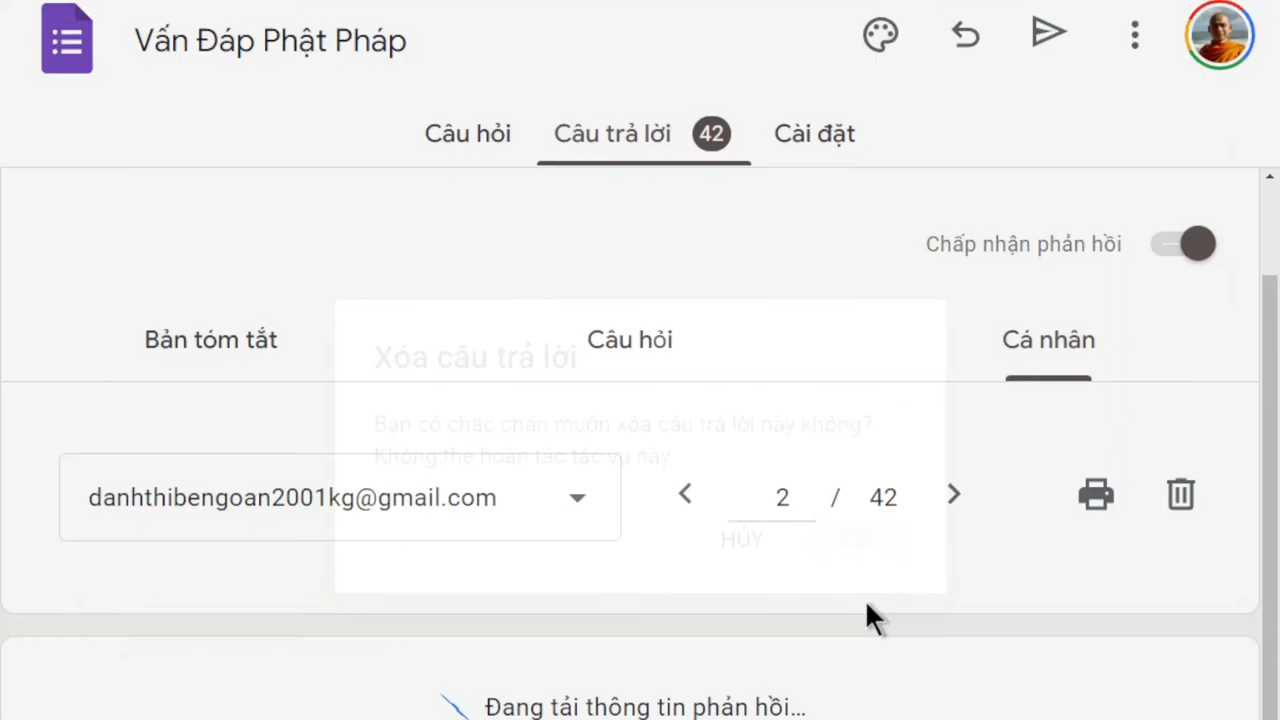 Vấn Đáp Phật Pháp
Câu hỏi Câu trả lời 42 Cài đặt
Chấp nhận phản hồi
Bản tóm tắt Câu hỏi Cá nhân
Xóa câu trả lời
Bạn có chắc chắn muốn xóa câu trả lời này không?
Không thể hoàn tác tác vụ này
danhthibengoan2001kg@gmail.com 2 / 42
HỦY
Đang tải thông tin phản hồi...